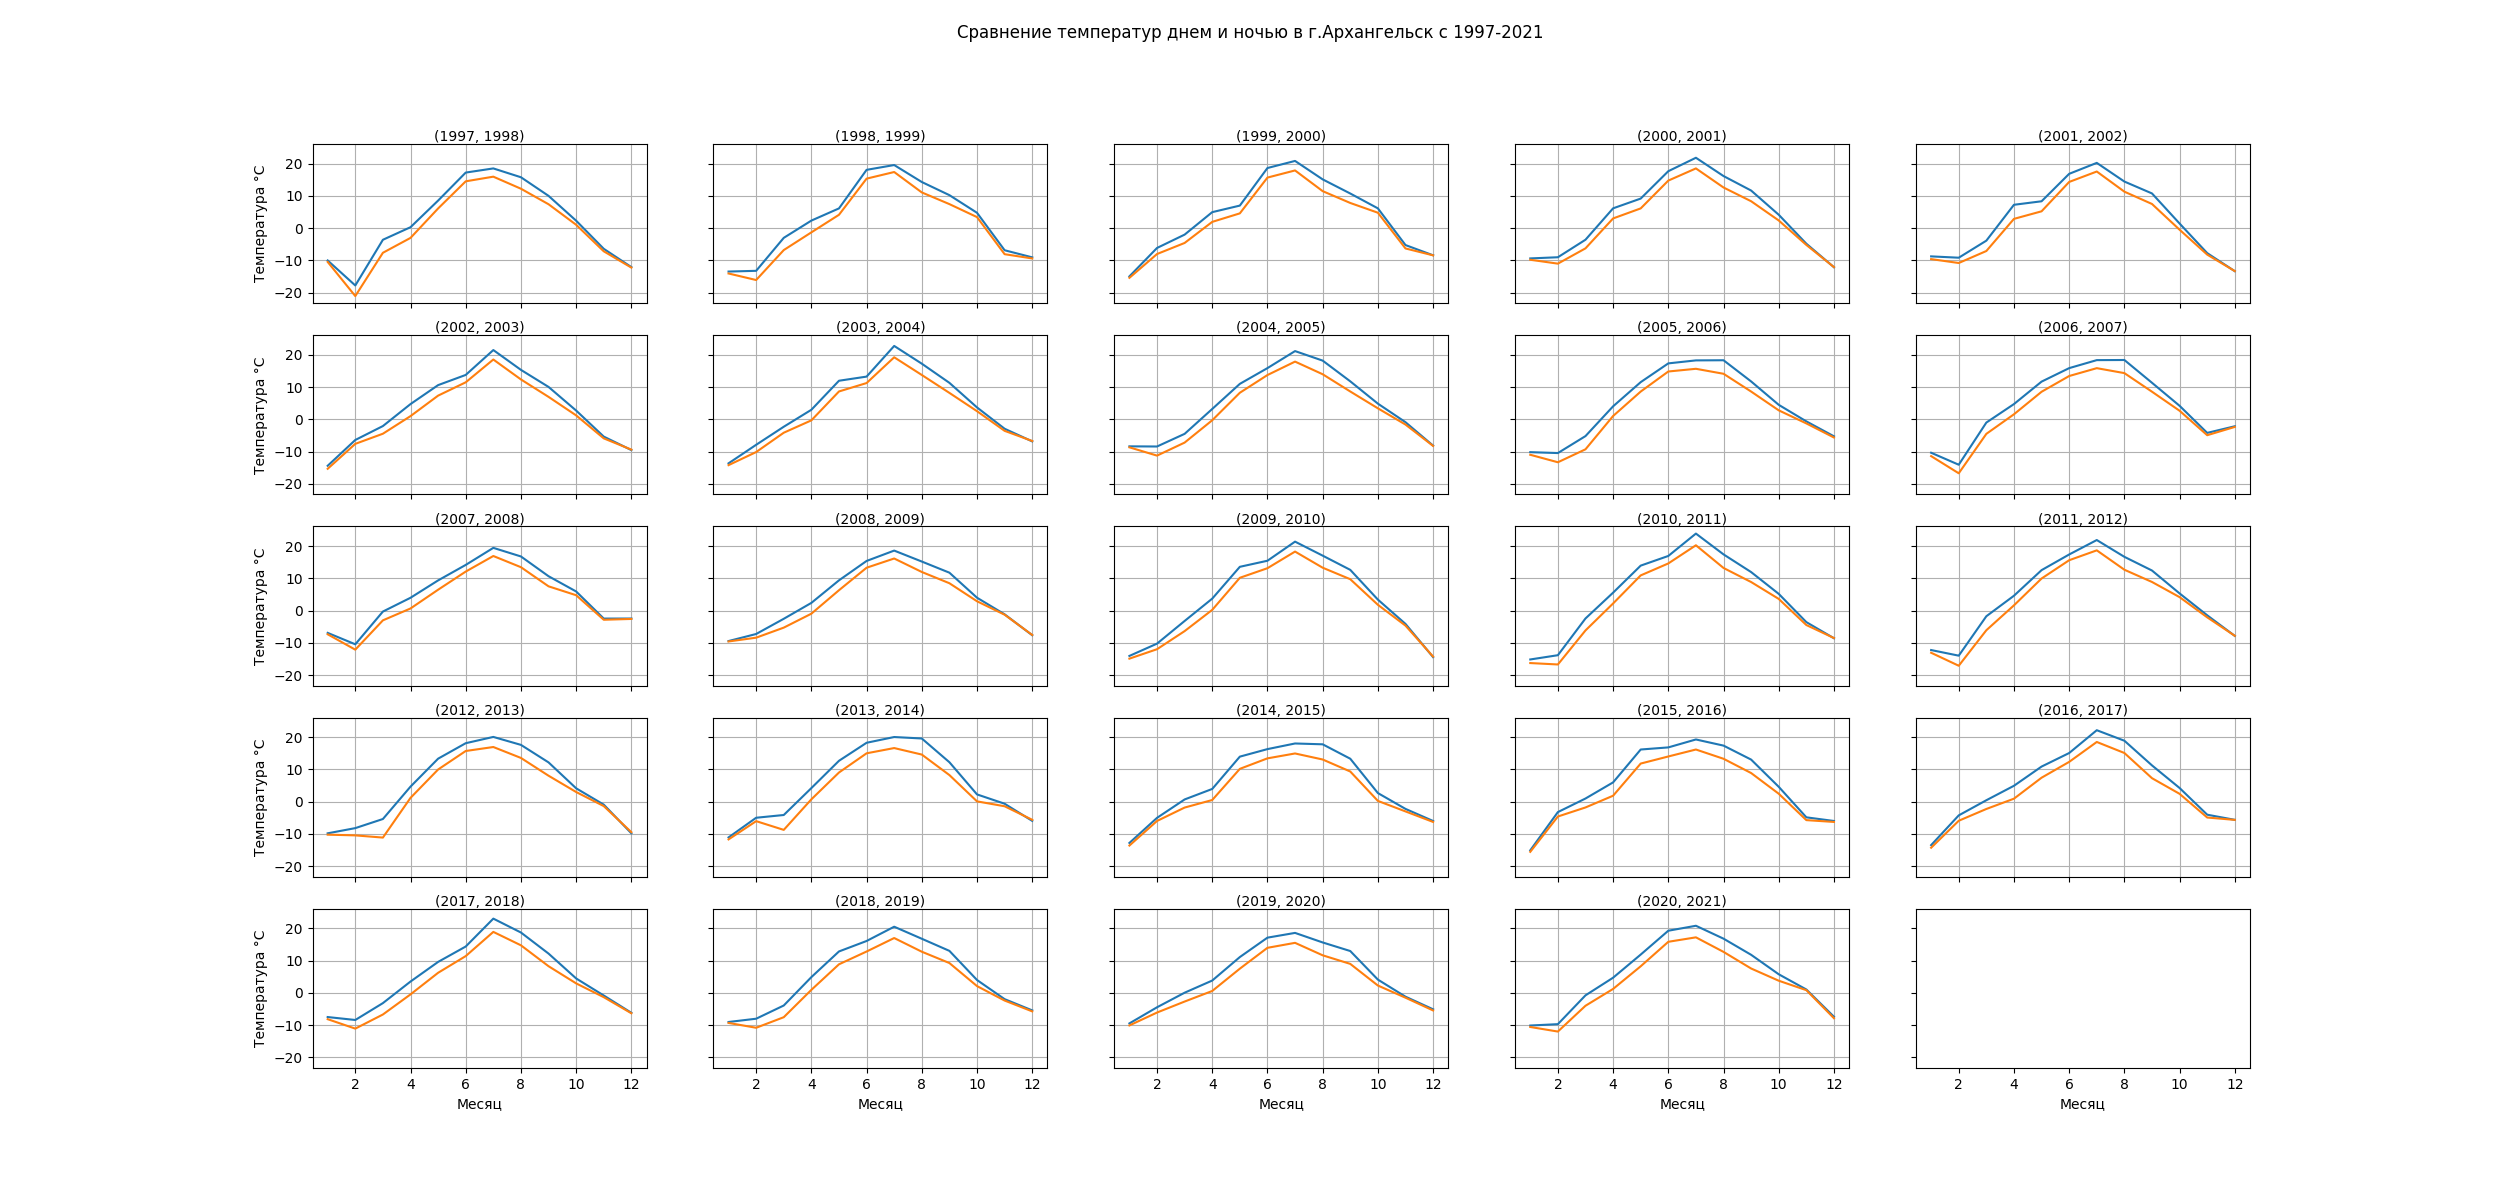 Сравнение температур днем и ночью в г.Архангельск с 1997-2021
(1997, 1998) (1998, 1999) (1999, 2000) (2000, 2001) (2001, 2002)
Температура °C
20
10
0
−10
−20
(2002, 2003) (2003, 2004) (2004, 2005) (2005, 2006) (2006, 2007)
Температура °C
20
10
0
−10
−20
(2007, 2008) (2008, 2009) (2009, 2010) (2010, 2011) (2011, 2012)
Температура °C
20
10
0
−10
−20
(2012, 2013) (2013, 2014) (2014, 2015) (2015, 2016) (2016, 2017)
Температура °C
20
10
0
−10
−20
(2017, 2018) (2018, 2019) (2019, 2020) (2020, 2021)
Температура °C
20
10
0
−10
−20
2 4 6 8 10 12 2 4 6 8 10 12 2 4 6 8 10 12 2 4 6 8 10 12 2 4 6 8 10 12
Месяц Месяц Месяц Месяц Месяц